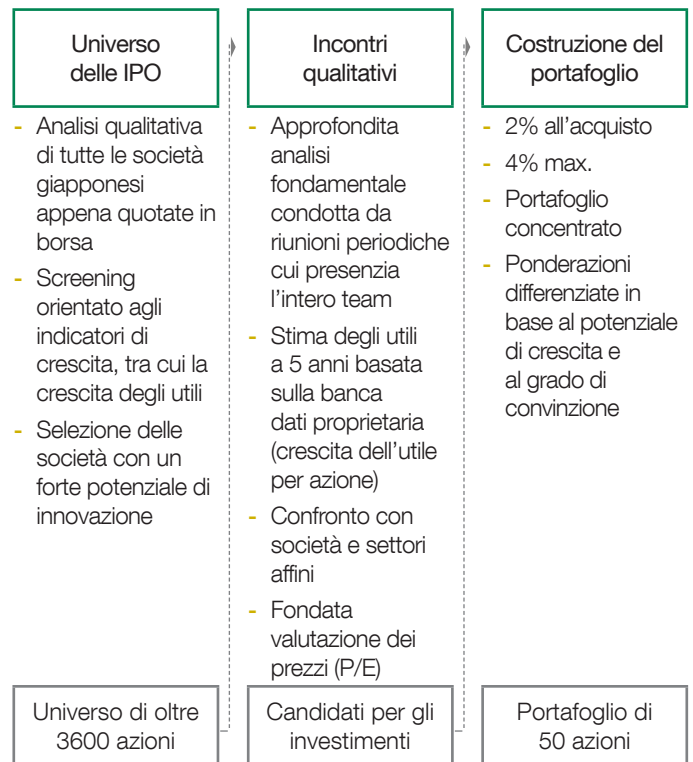 Universo
delle IPO
- Analisi qualitativa
di tutte le società
giapponesi
appena quotate in
borsa
- Screening
orientato agli
indicatori di
crescita, tra cui la
crescita degli utili
- Selezione delle
società con un
forte potenziale di
innovazione
Universo di oltre
3600 azioni
Incontri
qualitativi
- Approfondita
analisi
fondamentale
condotta da
riunioni periodiche
cui presenzia
l’intero team
- Stima degli utili
a 5 anni basata
sulla banca
dati proprietaria
(crescita dell’utile
per azione)
- Confronto con
società e settori
affini
- Fondata
valutazione dei
prezzi (P/E)
Candidati per gli
investimenti
Costruzione del
portafoglio
- 2% all’acquisto
- 4% max.
- Portafoglio
concentrato
- Ponderazioni
differenziate in
base al potenziale
di crescita e
al grado di
convinzione
Portafoglio di
50 azioni